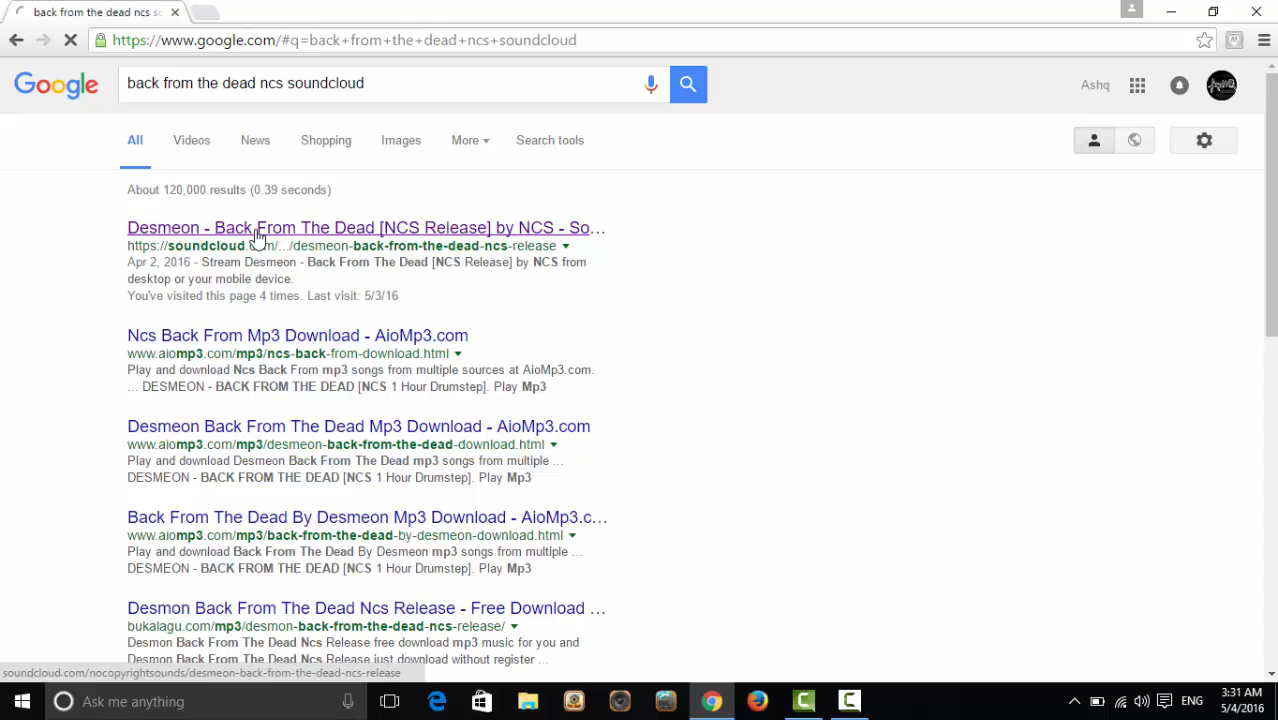 back from the dead ncs so
https://www.google.com/#q=back+from+the+dead+ncs+soundcloud
Google
back from the dead ncs soundcloud
Ashq
All Videos News Shopping Images More Search tools
About 120,000 results (0.39 seconds)
Desmeon - Back From The Dead [NCS Release] by NCS - So...
https://soundcloud. m/.../desmeon-back-from-the-dead-ncs-release
Apr 2, 2016 - Stream Desmeon - Back From The Dead [NCS Release] by NCS from
desktop or your mobile device.
You've visited this page 4 times. Last visit: 5/3/16
Ncs Back From Mp3 Download - AioMp3.com
www.aiomp3.com/mp3/ncs-back-from-download.html
Play and download Ncs Back From mp3 songs from multiple sources at AioMp3.com.
... DESMEON - BACK FROM THE DEAD [NCS 1 Hour Drumstep]. Play Mp3
Desmeon Back From The Dead Mp3 Download - AioMp3.com
www.aiomp3.com/mp3/desmeon-back-from-the-dead-download.html
Play and download Desmeon Back From The Dead mp3 songs from multiple ...
DESMEON - BACK FROM THE DEAD [NCS 1 Hour Drumstep]. Play Mp3
Back From The Dead By Desmeon Mp3 Download - AioMp3.c...
www.aiomp3.com/mp3/back-from-the-dead-by-desmeon-download.html
Play and download Back From The Dead By Desmeon mp3 songs from multiple ...
DESMEON - BACK FROM THE DEAD [NCS 1 Hour Drumstep]. Play Mp3
Desmon Back From The Dead Ncs Release - Free Download ...
bukalagu.com/mp3/desmon-back-from-the-dead-ncs-release/
Desmon Back From The Dead Ncs Release free download mp3 music for you and
Desmon Back From The Dead Ncs Release just download without register ...
soundcloud.com/nocopyrightsounds/desmeon-back-from-the-dead-ncs-release
Ask me anything
ENG
3:31 AM
5/4/2016